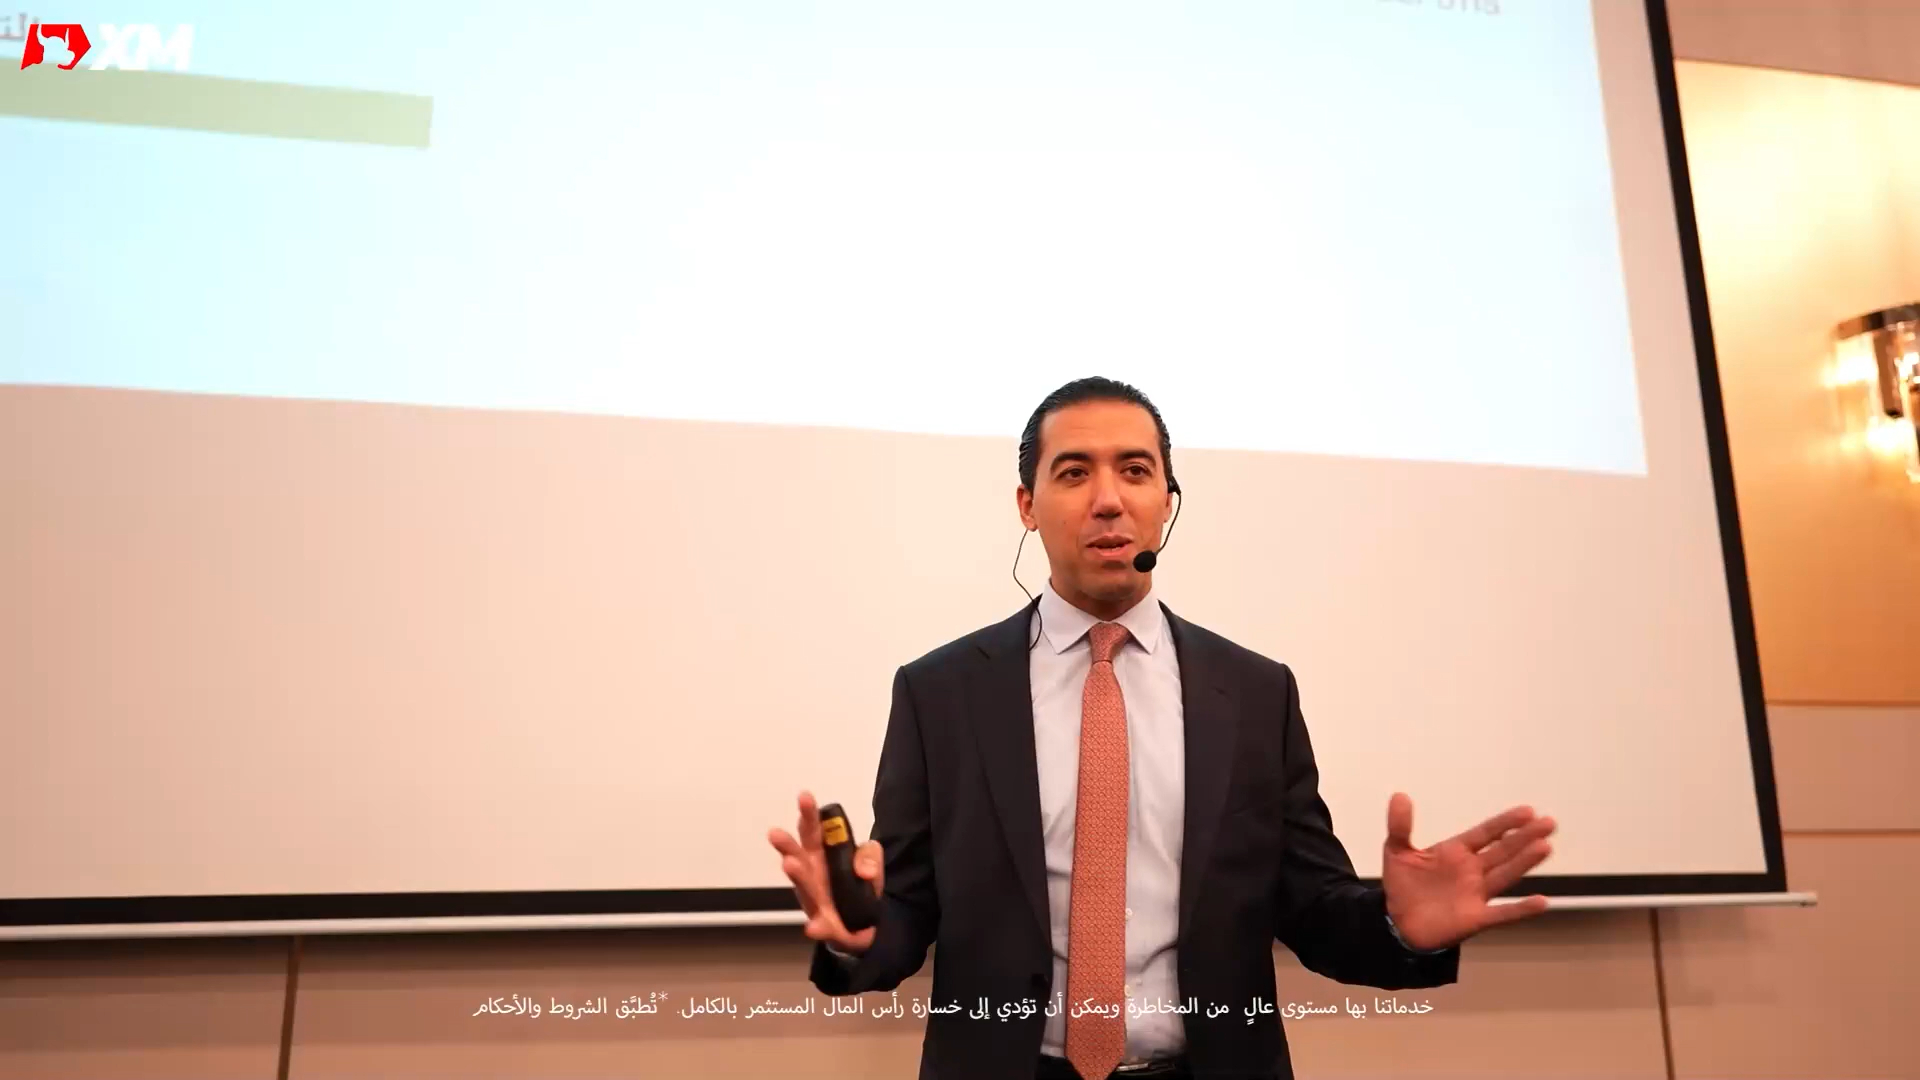 XM
خدماتنا بها مستوى عالٍ من المخاطرة ويمكن أن تؤدي إلى خسارة رأس المال المستثمر بالكامل. *تُطبَّق الشروط والأحكام